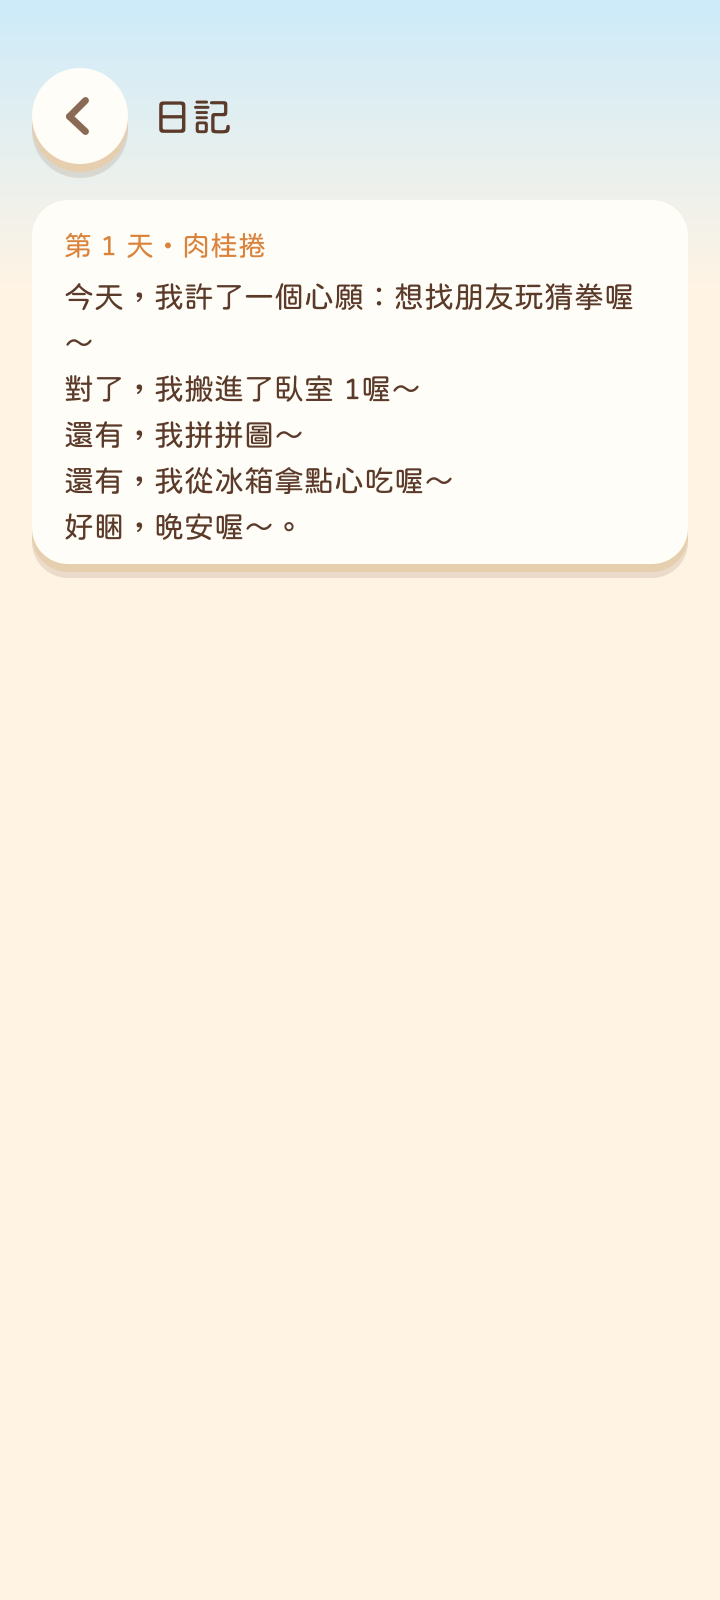 日記
第 1 天・肉桂捲
今天，我許了一個心願：想找朋友玩猜拳喔
～
對了，我搬進了臥室 1喔～
還有，我拼拼圖～
還有，我從冰箱拿點心吃喔～
好睏，晚安喔～。